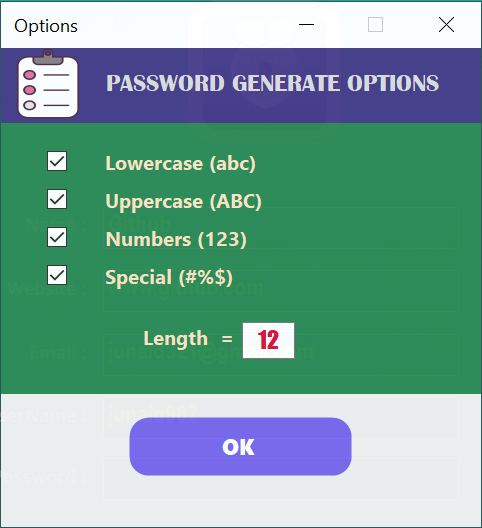 Options
PASSWORD GENERATE OPTIONS
Lowercase (abc)
Uppercase (ABC)
Numbers (123)
Special (#%$)
Length = 12
OK